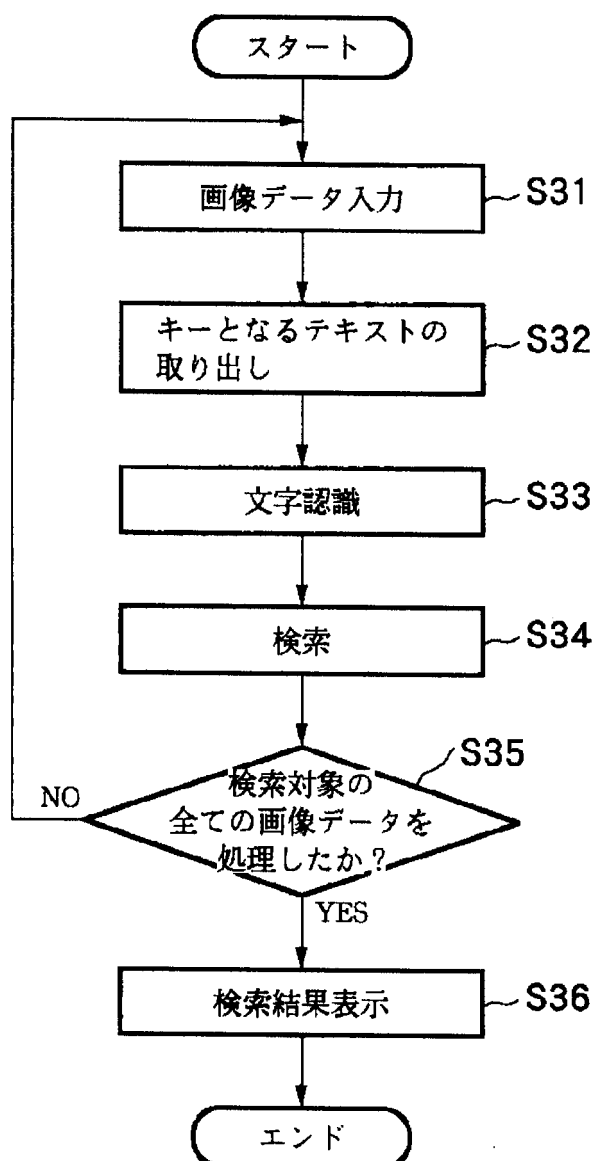 スタート
画像データ入力
S31
キーとなるテキストの
取り出し
S32
文字認識
S33
検索
S34
S35
検索対象の
全ての画像データを
処理したか?
NO
YES
検索結果表示
S36
エンド